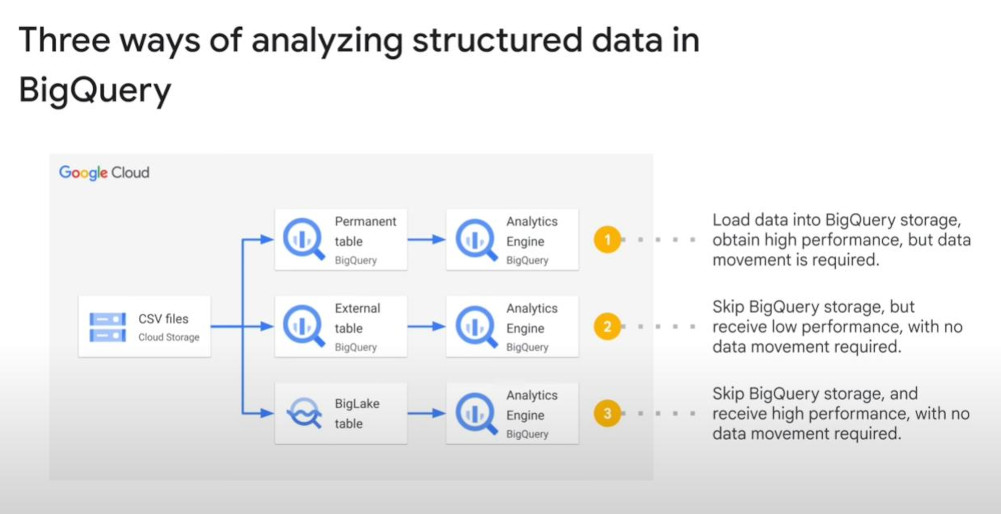 Three ways of analyzing structured data in
BigQuery
Google Cloud
CSV files
Cloud Storage
Permanent
table
BigQuery
Analytics
Engine
BigQuery
1
Load data into BigQuery storage,
obtain high performance, but data
movement is required.
External
table
BigQuery
Analytics
Engine
BigQuery
2
Skip BigQuery storage, but
receive low performance, with no
data movement required.
BigLake
table
Analytics
Engine
BigQuery
3
Skip BigQuery storage, and
receive high performance, with no
data movement required.